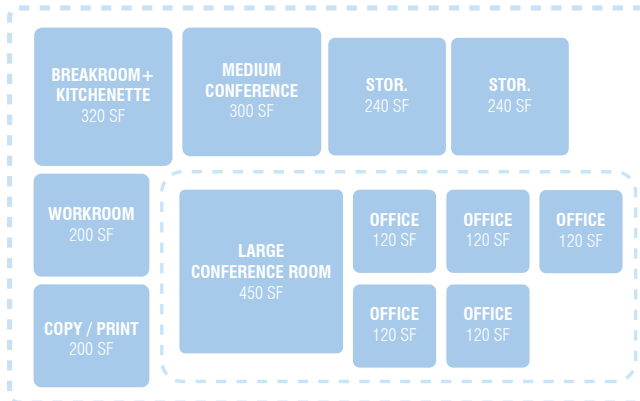 BREAKROOM+
KITCHENETTE
320 SF
MEDIUM
CONFERENCE
300 SF
STOR.
240 SF
STOR.
240 SF
WORKROOM
200 SF
LARGE
CONFERENCE ROOM
450 SF
OFFICE
120 SF
OFFICE
120 SF
OFFICE
120 SF
COPY / PRINT
200 SF
OFFICE
120 SF
OFFICE
120 SF